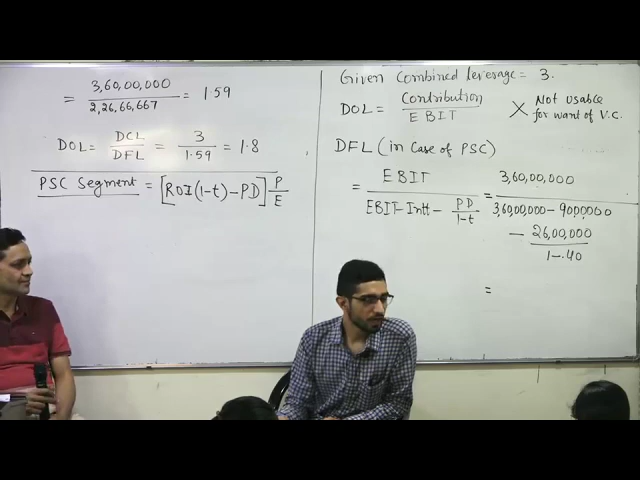 = 3,60,00,000 / 2,26,66,667 = 1.59
DOL = DCL / DFL = 3 / 1.59 = 1.8
PSC Segment = [ROI(1-t)-PD] P/E
Given Combined leverage = 3.
DOL = Contribution / EBIT X Not usable
for want of V.C.
DFL (in Case of PSC)
= EBIT / EBIT-Intt - PD/1-t = 3,60,00,000 / 3,60,00,000 - 9000000
- 26,00,000 / 1-.40
=